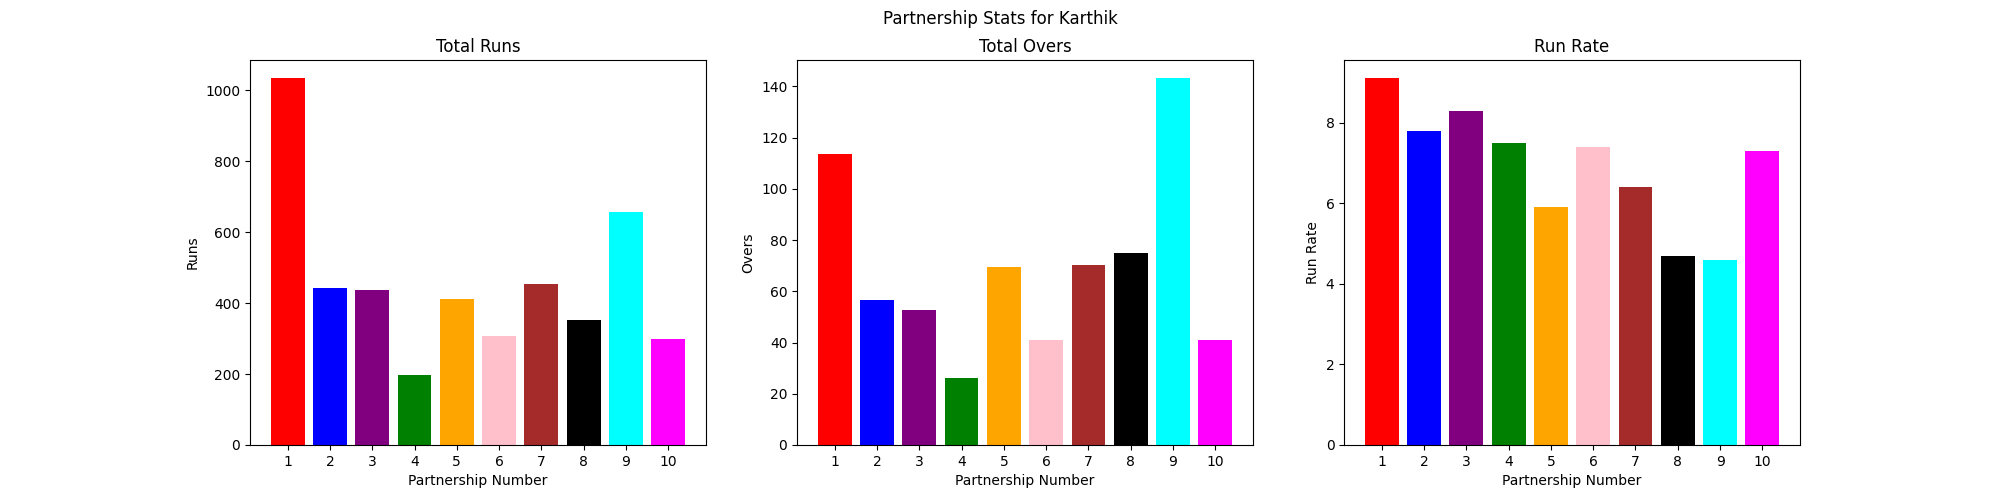 Partnership Stats for Karthik
Total Runs
Runs
1000
800
600
400
200
0
1 2 3 4 5 6 7 8 9 10
Partnership Number
Total Overs
Overs
140
120
100
80
60
40
20
0
1 2 3 4 5 6 7 8 9 10
Partnership Number
Run Rate
Run Rate
8
6
4
2
0
1 2 3 4 5 6 7 8 9 10
Partnership Number